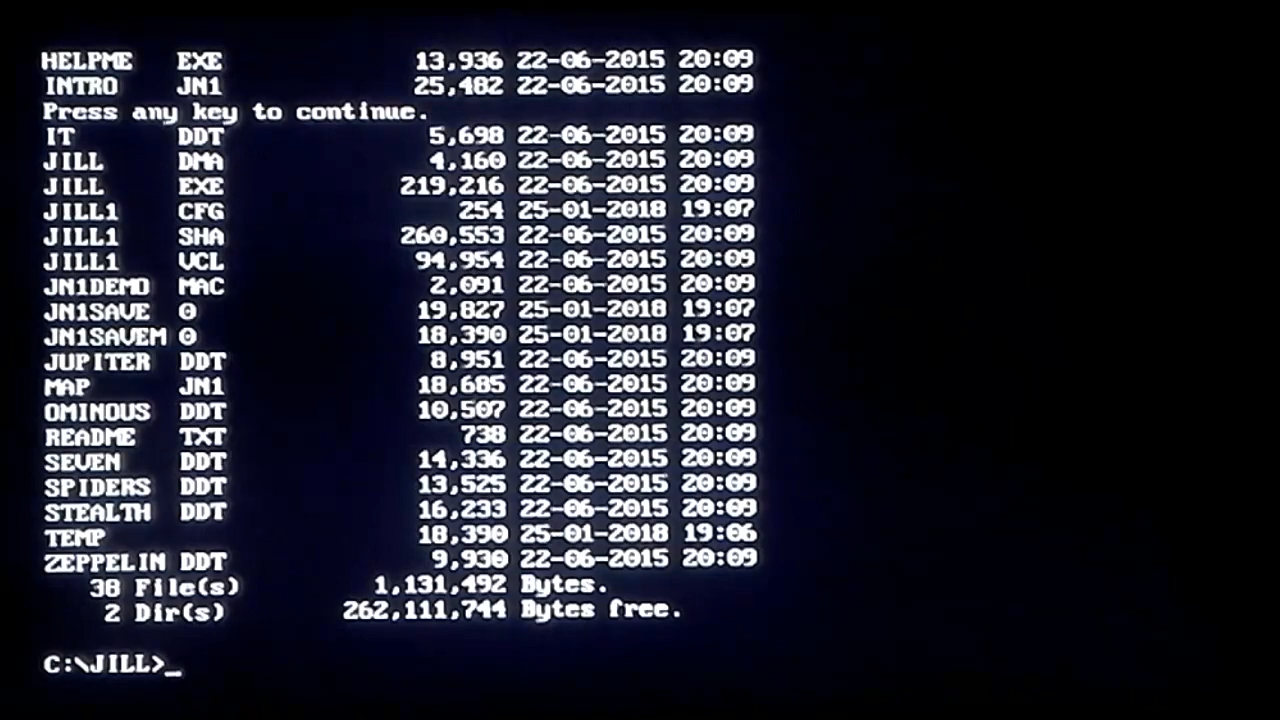 HELPME   EXE             13,936 22-06-2015 20:09
INTRO    JN1             25,482 22-06-2015 20:09
Press any key to continue.
IT       DDT              5,698 22-06-2015 20:09
JILL     DMA              4,160 22-06-2015 20:09
JILL     EXE            219,216 22-06-2015 20:09
JILL1    CFG                254 25-01-2018 19:07
JILL1    SHA            260,553 22-06-2015 20:09
JILL1    VCL             94,954 22-06-2015 20:09
JN1DEMO  MAC              2,091 22-06-2015 20:09
JN1SAVE  0               19,827 25-01-2018 19:07
JN1SAVEM 0               18,390 25-01-2018 19:07
JUPITER  DDT              8,951 22-06-2015 20:09
MAP      JN1             18,685 22-06-2015 20:09
OMINOUS  DDT             10,507 22-06-2015 20:09
README   TXT                738 22-06-2015 20:09
SEVEN    DDT             14,336 22-06-2015 20:09
SPIDERS  DDT             13,525 22-06-2015 20:09
STEALTH  DDT             16,233 22-06-2015 20:09
TEMP                     18,390 25-01-2018 19:06
ZEPPELIN DDT              9,930 22-06-2015 20:09
38 File(s)         1,131,492 Bytes.
2 Dir(s)        262,111,744 Bytes free.
C:\JILL>_